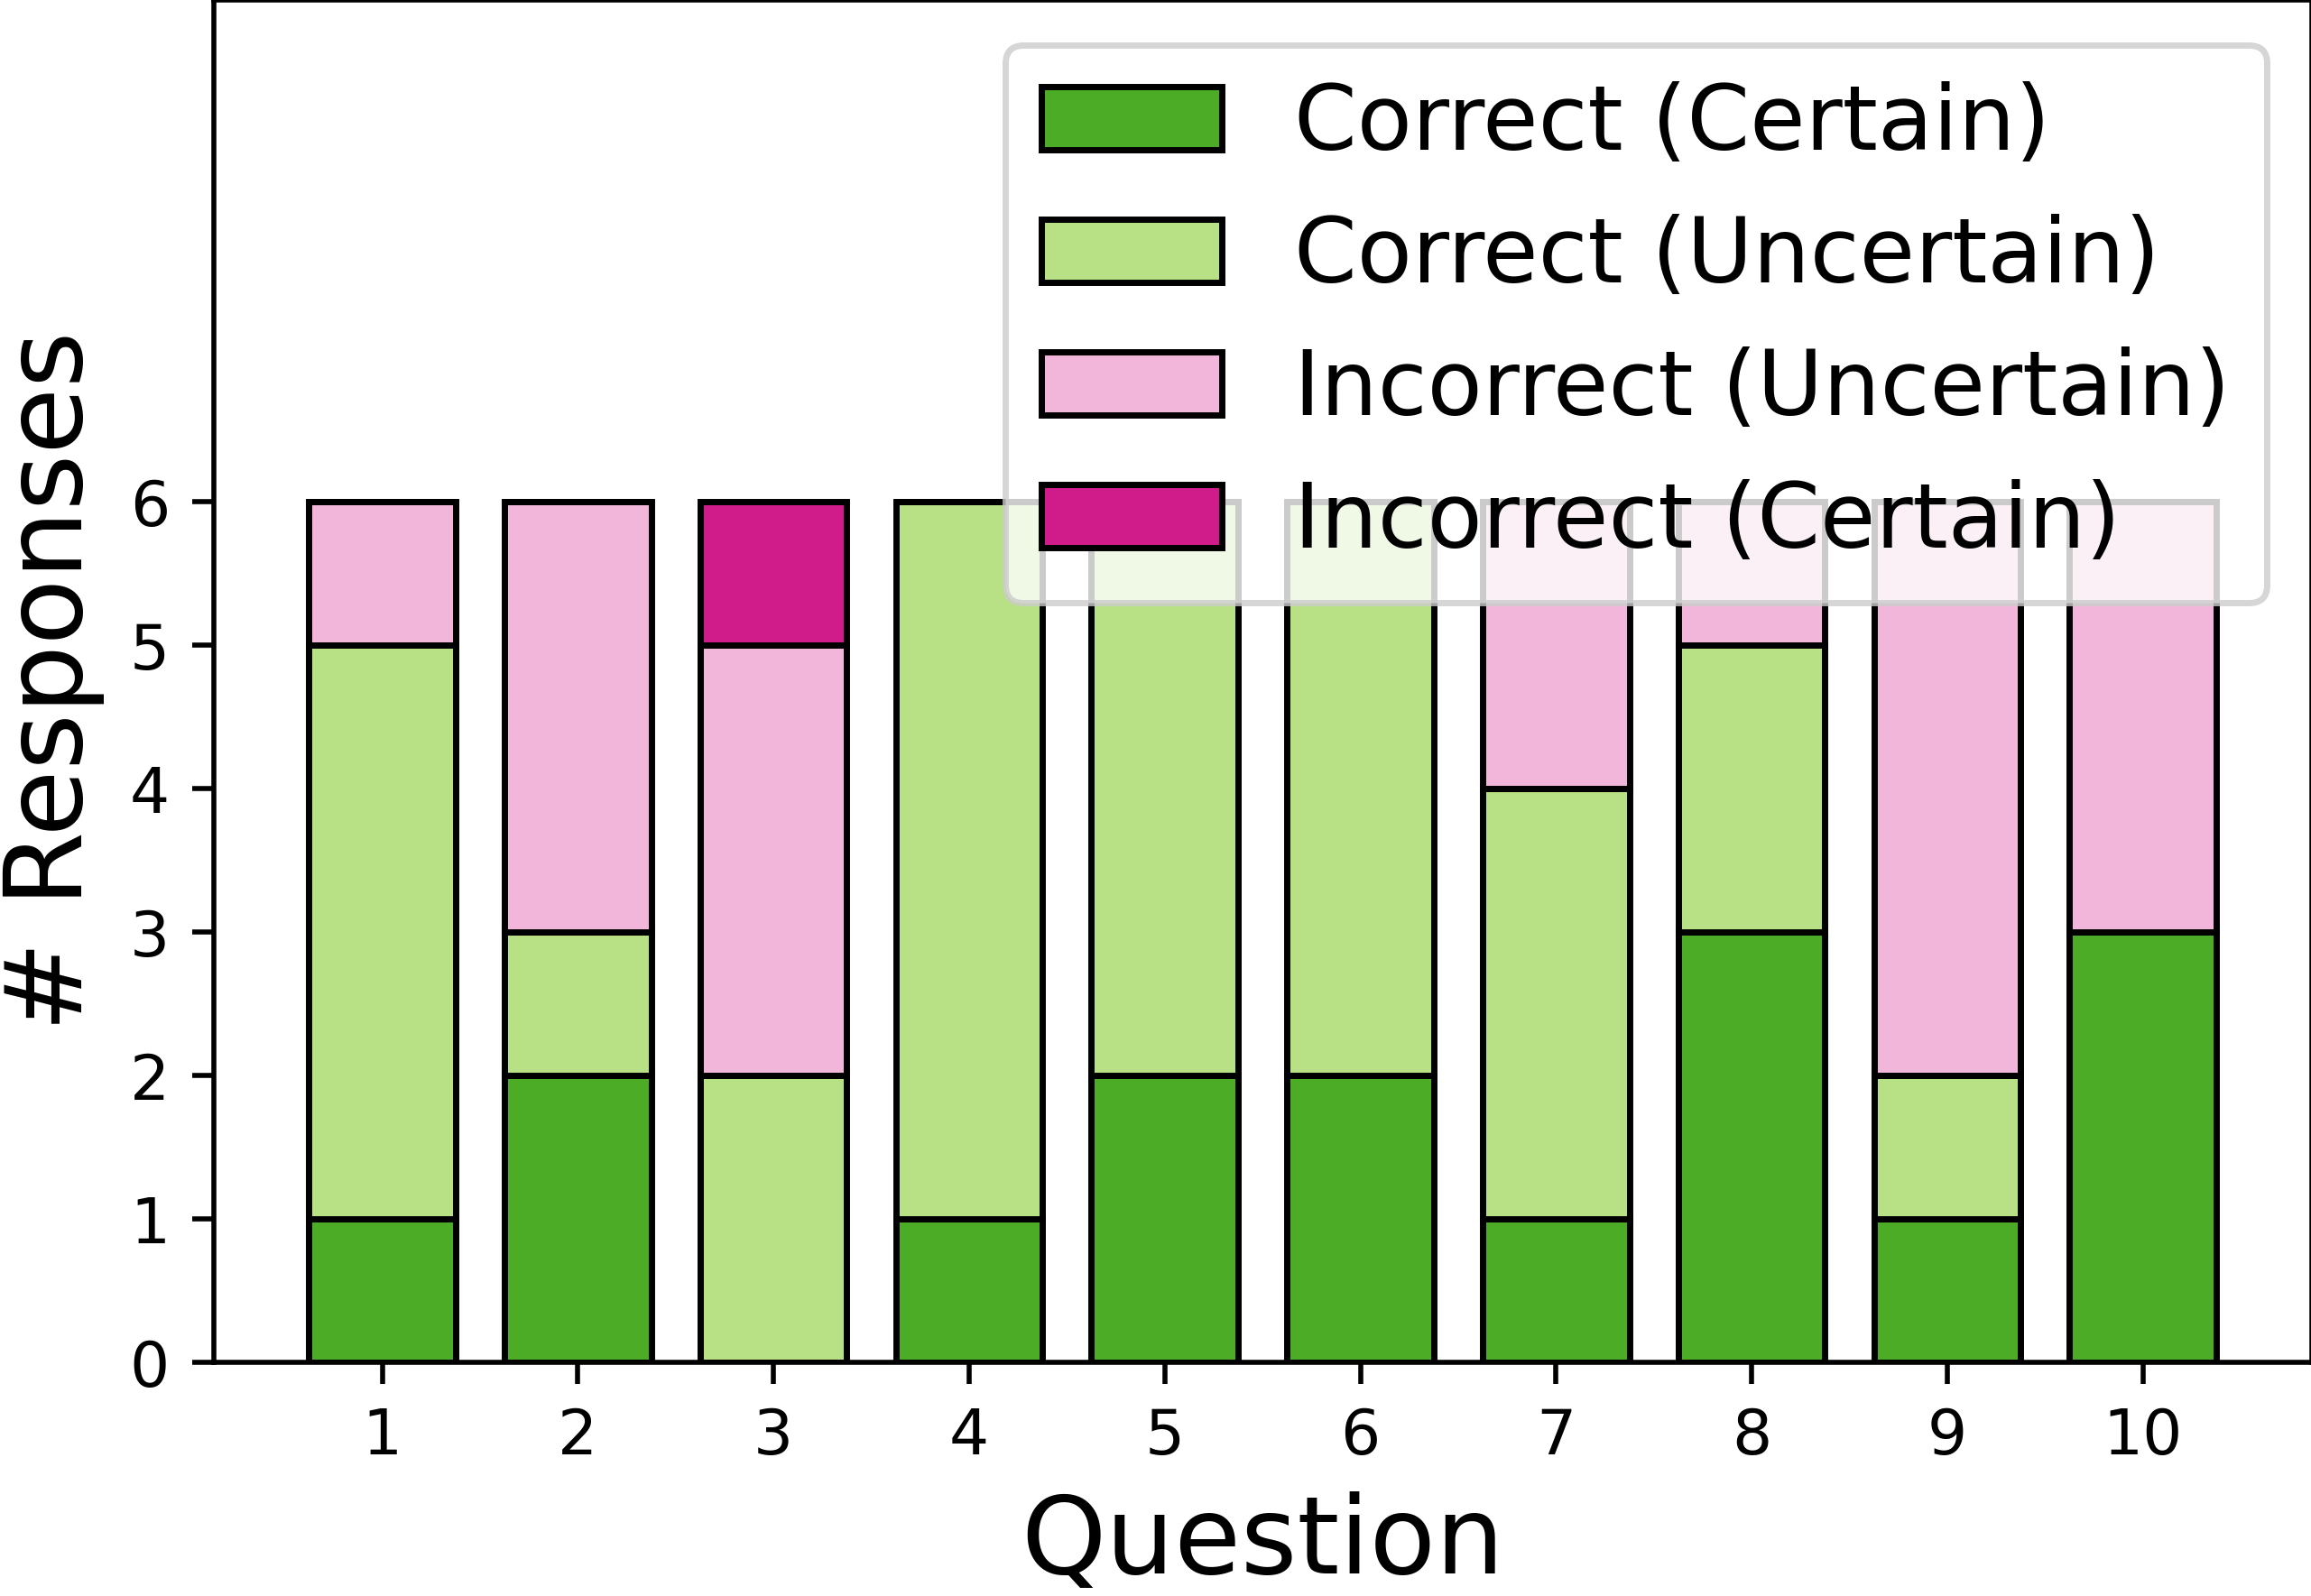 Correct (Certain)
Correct (Uncertain)
Incorrect (Uncertain)
Incorrect (Certain)
# Responses
6
5
4
3
2
1
0
1 2 3 4 5 6 7 8 9 10
Question